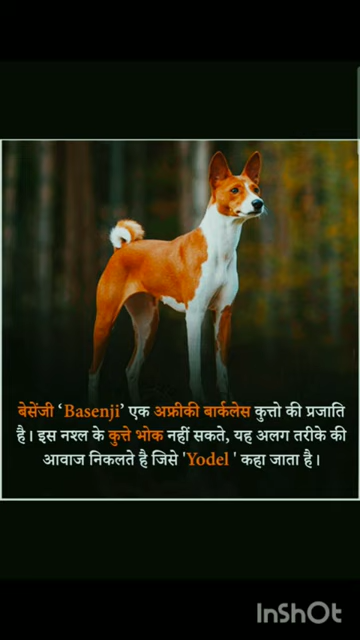 बेसेंजी ‘Basenji’ एक अफ्रीकी बार्कलेस कुत्तो की प्रजाति
है। इस नश्ल के कुत्ते भोक नहीं सकते, यह अलग तरीके की
आवाज निकलते है जिसे 'Yodel ' कहा जाता है।
InShOt